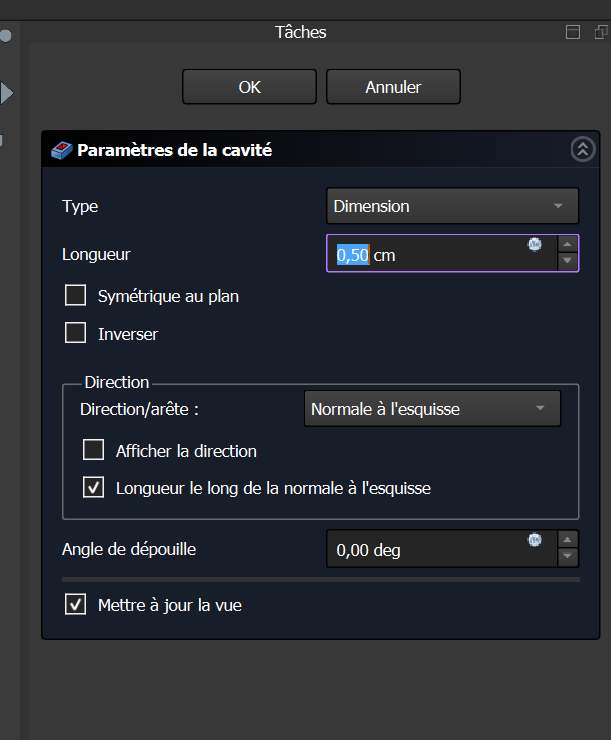 Tâches
OK Annuler
Paramètres de la cavité
Type Dimension
Longueur 0,50 cm
Symétrique au plan
Inverser
Direction
Direction/arête : Normale à l'esquisse
Afficher la direction
Longueur le long de la normale à l'esquisse
Angle de dépouille 0,00 deg
Mettre à jour la vue